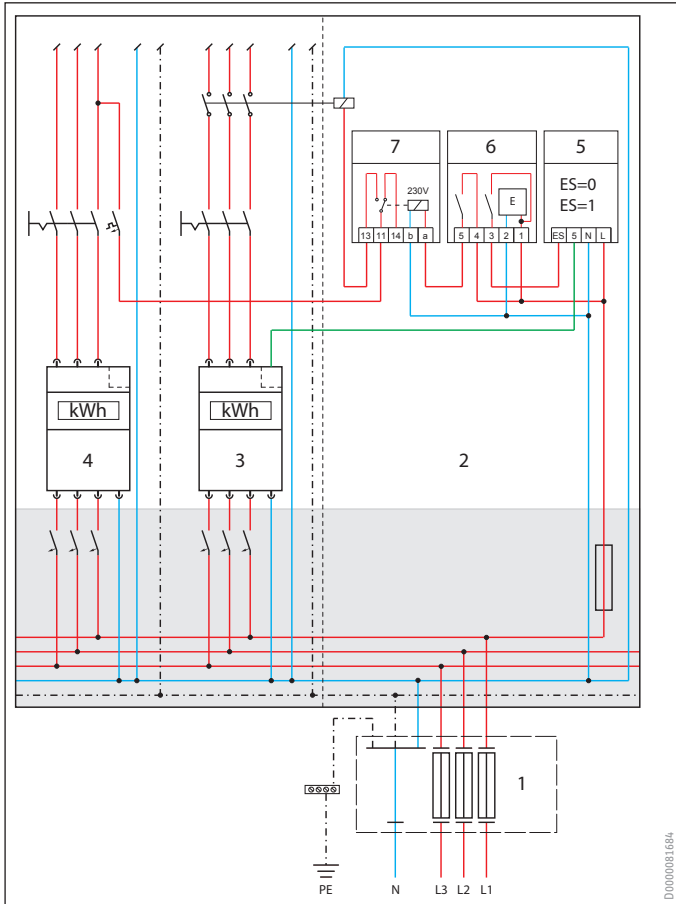 7 6 5
230V
E
ES=0
ES=1
13 11 14 b a
5 4 3 2 1
ES 5 N L
kWh
kWh
4
3
2
1
PE N L3 L2 L1
D0000081684